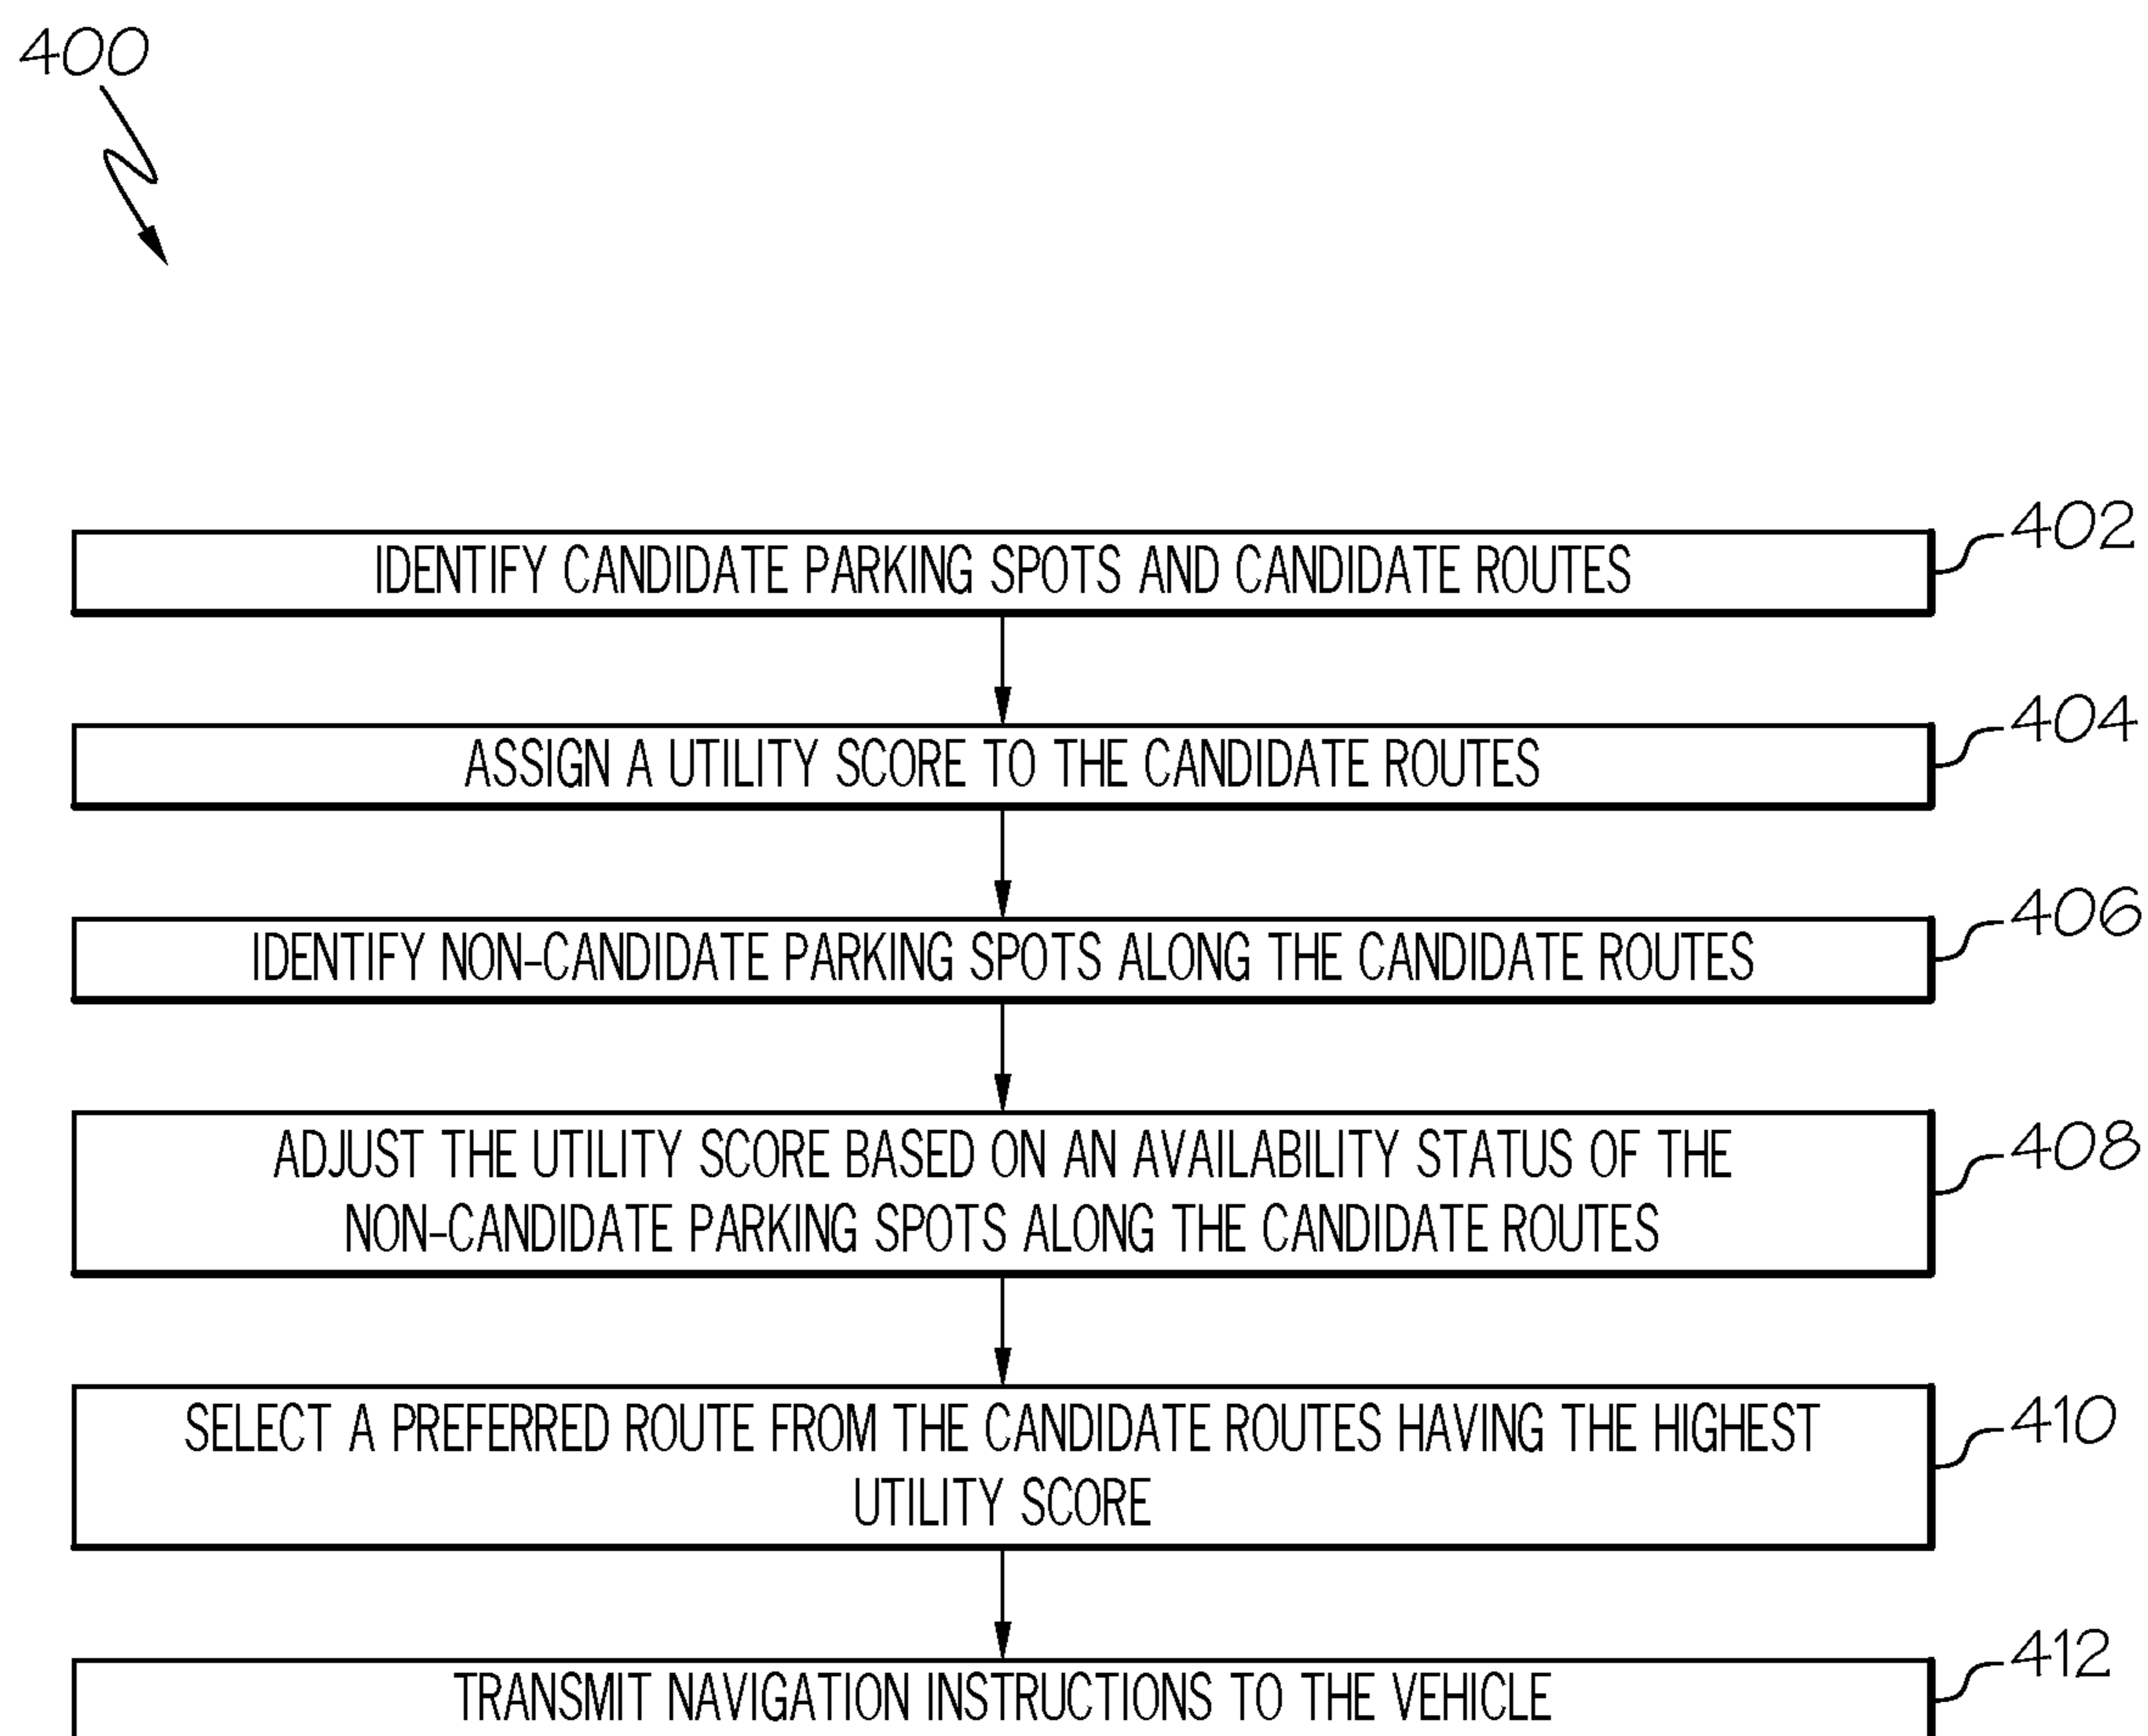 400
IDENTIFY CANDIDATE PARKING SPOTS AND CANDIDATE ROUTES
402
ASSIGN A UTILITY SCORE TO THE CANDIDATE ROUTES
404
IDENTIFY NON-CANDIDATE PARKING SPOTS ALONG THE CANDIDATE ROUTES
406
ADJUST THE UTILITY SCORE BASED ON AN AVAILABILITY STATUS OF THE
NON-CANDIDATE PARKING SPOTS ALONG THE CANDIDATE ROUTES
408
SELECT A PREFERRED ROUTE FROM THE CANDIDATE ROUTES HAVING THE HIGHEST
UTILITY SCORE
410
TRANSMIT NAVIGATION INSTRUCTIONS TO THE VEHICLE
412